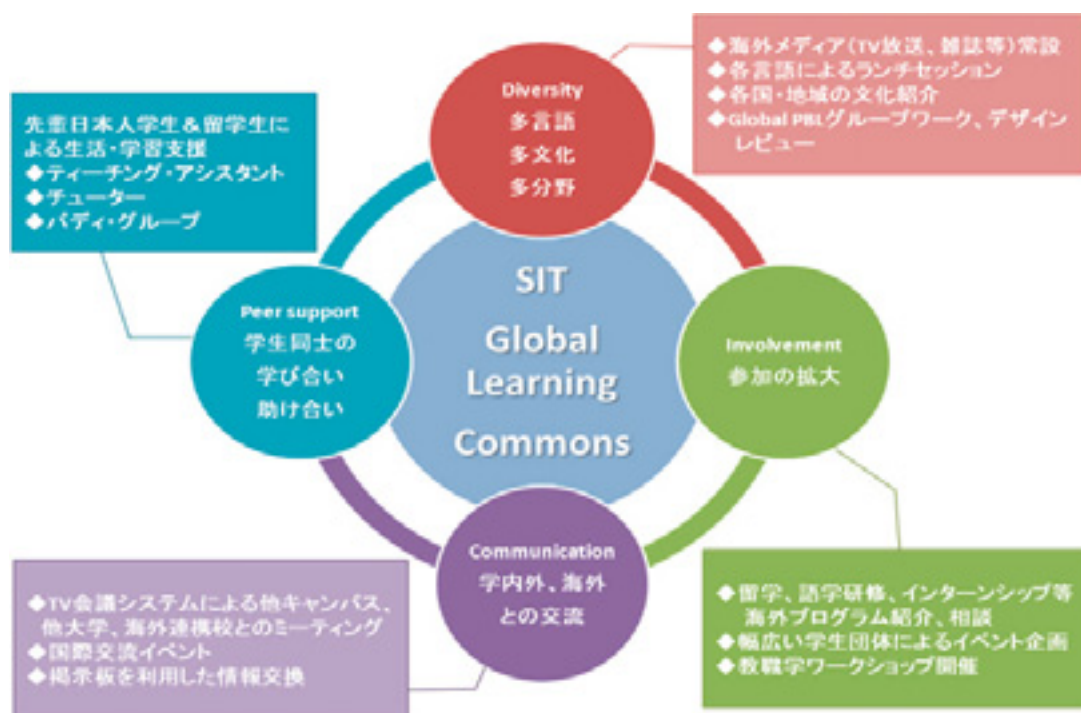 ◆海外メディア(TV放送、雑誌等)常設
◆各言語によるランチセッション
◆各国・地域の文化紹介
◆Global PBLグループワーク、デザイン
レビュー
Diversity
多言語
多文化
多分野
先輩日本人学生&留学生に
よる生活・学習支援
◆ティーチング・アシスタント
◆チューター
◆バディ・グループ
SIT
Global
Learning
Commons
Peer support
学生同士の
学び合い
助け合い
Involvement
参加の拡大
Communication
学内外、海外
との交流
◆TV会議システムによる他キャンパス、
他大学、海外連携校とのミーティング
◆国際交流イベント
◆掲示板を利用した情報交換
◆留学、語学研修、インターンシップ等
海外プログラム紹介、相談
◆幅広い学生団体によるイベント企画
◆教職学ワークショップ開催